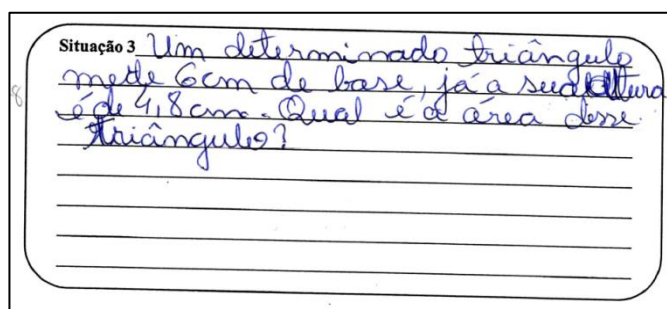 Situação 3 Um determinado triângulo
mede 6cm de base, já a sua altura
é de 4,8cm. Qual é a área desse
triângulo?
8